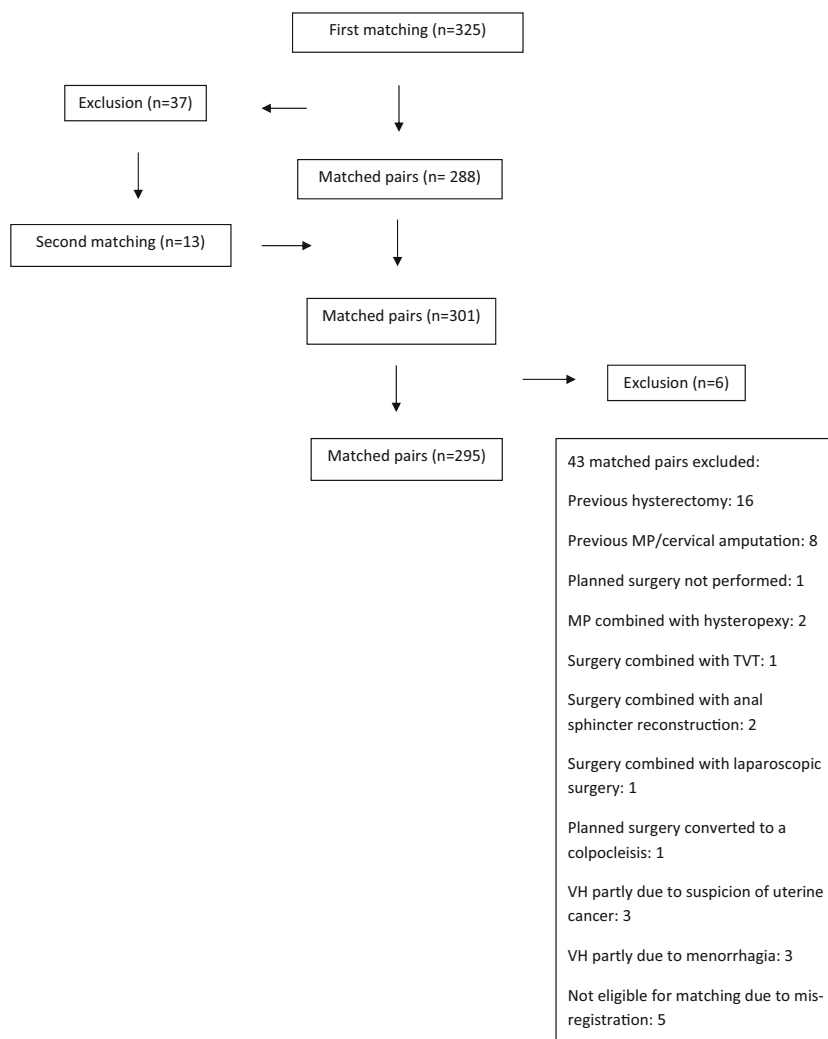 First matching (n=325)
Exclusion (n=37)
Matched pairs (n= 288)
Second matching (n=13)
Matched pairs (n=301)
Exclusion (n=6)
Matched pairs (n=295)
43 matched pairs excluded:
Previous hysterectomy: 16
Previous MP/cervical amputation: 8
Planned surgery not performed: 1
MP combined with hysteropexy: 2
Surgery combined with TVT: 1
Surgery combined with anal
sphincter reconstruction: 2
Surgery combined with laparoscopic
surgery: 1
Planned surgery converted to a
colpocleisis: 1
VH partly due to suspicion of uterine
cancer: 3
VH partly due to menorrhagia: 3
Not eligible for matching due to mis-
registration: 5